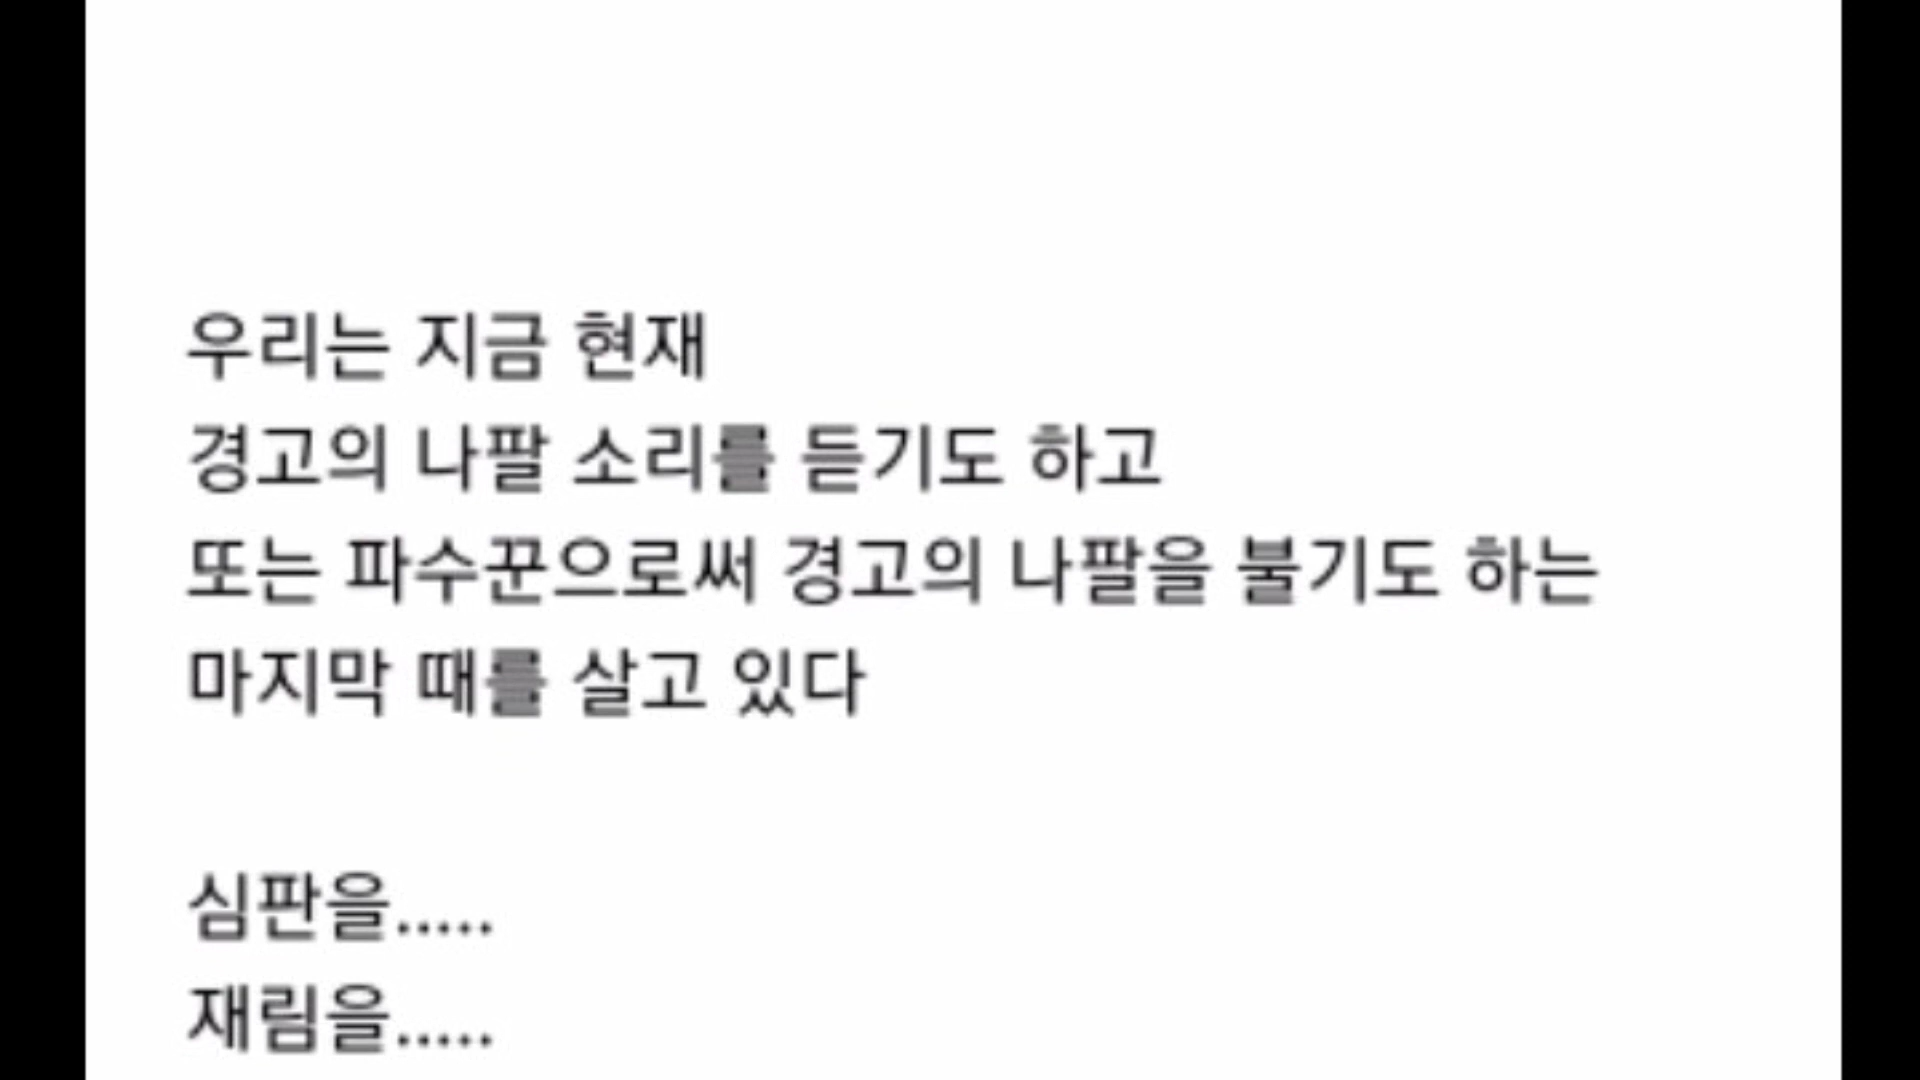 우리는 지금 현재
경고의 나팔 소리를 듣기도 하고
또는 파수꾼으로써 경고의 나팔을 불기도 하는
마지막 때를 살고 있다
심판을.....
재림을.....